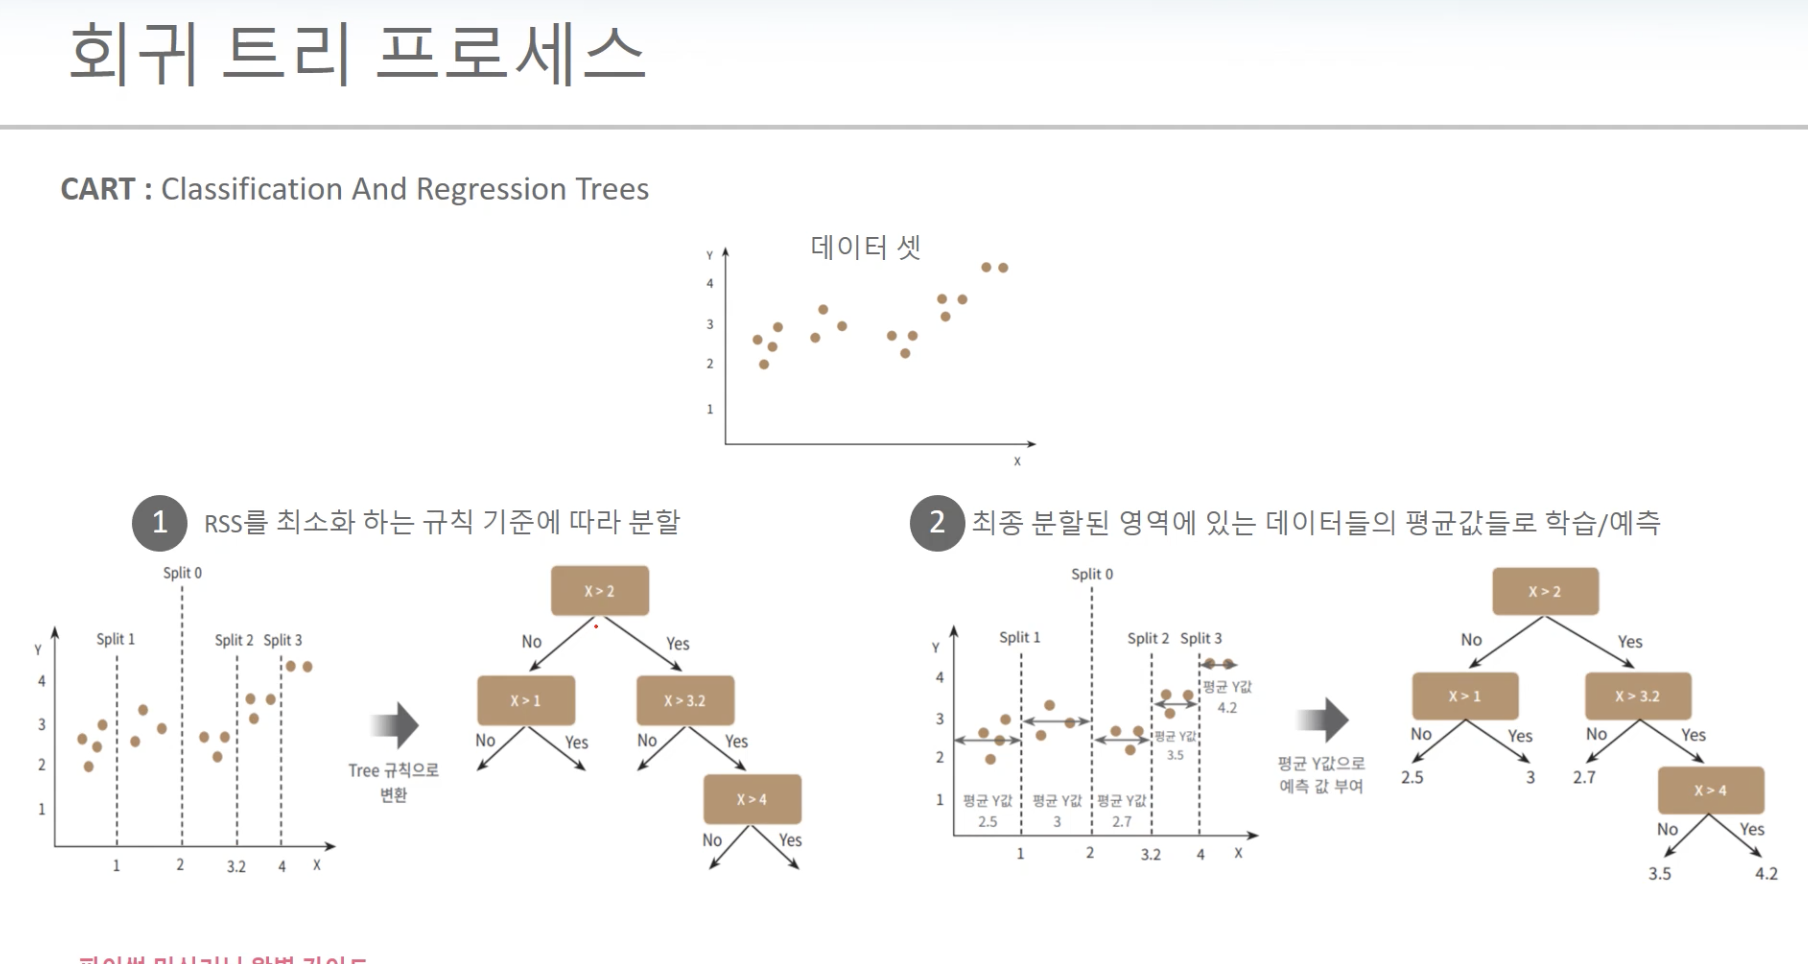 회귀 트리 프로세스
CART : Classification And Regression Trees
데이터 셋
Y
4
3
2
1
X
1 RSS를 최소화 하는 규칙 기준에 따라 분할
Split 0
Split 1
Split 2
Split 3
Y
4
3
2
1
1
2
3.2
4
X
Tree 규칙으로
변환
X > 2
No
Yes
X > 1
X > 3.2
No
Yes
No
Yes
X > 4
No
Yes
2 최종 분할된 영역에 있는 데이터들의 평균값들로 학습/예측
Split 0
Split 1
Split 2
Split 3
Y
4
3
2
1
평균 Y값
2.5
평균 Y값
3
평균 Y값
2.7
평균 Y값
3.5
평균 Y값
4.2
1
2
3.2
4
X
평균 Y값으로
예측 값 부여
X > 2
No
Yes
X > 1
X > 3.2
No
Yes
No
Yes
2.5
3
2.7
X > 4
No
Yes
3.5
4.2